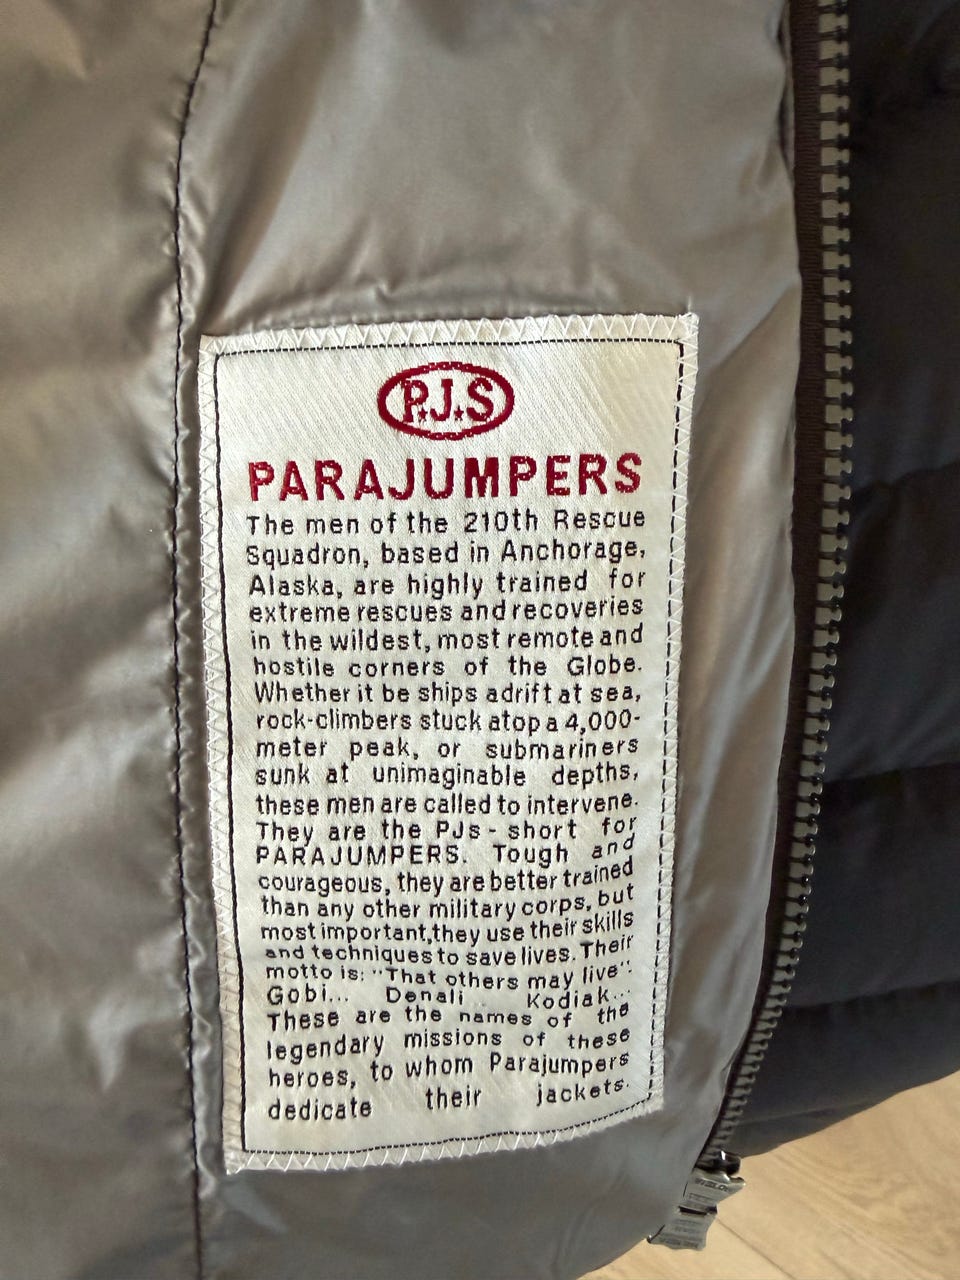 P.J.S
PARAJUMPERS
The men of the 210th Rescue
Squadron, based in Anchorage,
Alaska, are highly trained for
extreme rescues and recoveries
in the wildest, most remote and
hostile corners of the Globe.
Whether it be ships adrift at sea,
rock-climbers stuck atop a 4,000-
meter peak, or submariners
sunk at unimaginable depths,
these men are called to intervene.
They are the PJs - short for
PARAJUMPERS. Tough and
courageous, they are better trained
than any other military corps, but
most important,they use their skills
and techniques to save lives. Their
motto is: "That others may live".
Gobi... Denali... Kodiak...
These are the names of the
legendary missions of these
heroes, to whom Parajumpers
dedicate their jackets.